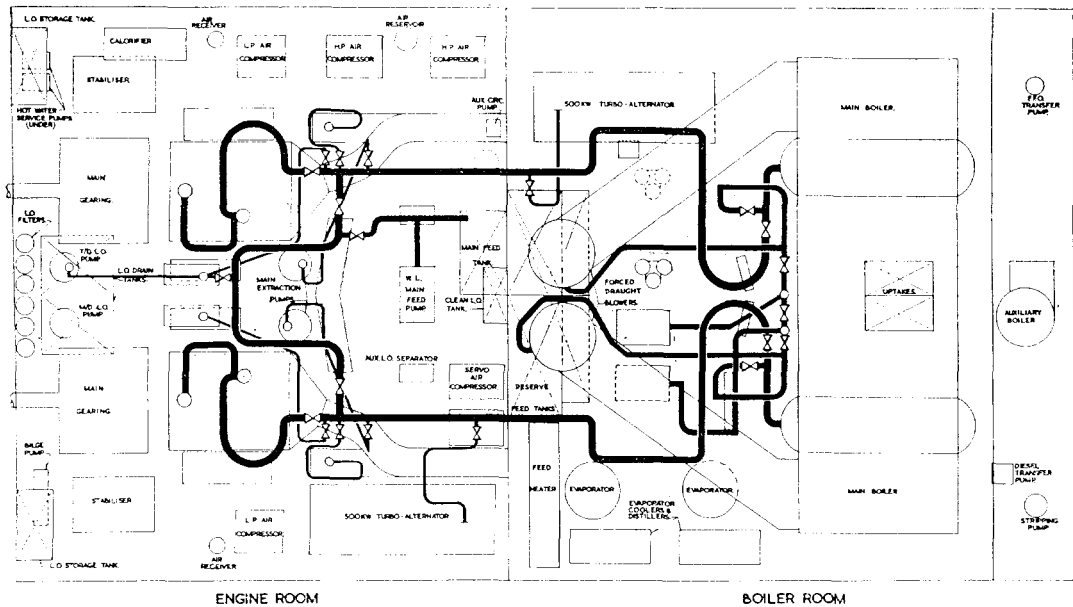 L.O STORAGE TANK.
CALORIFIER
STABILISER
HOT WATER
SERVICE PUMPS
(UNDER)
AIR
RECEIVER
L.P. AIR
COMPRESSOR
H.P. AIR
COMPRESSOR
AIR
RESERVOIR
H.P. AIR
COMPRESSOR
AUX. CIRC.
PUMP
500 KW. TURBO-ALTERNATOR
MAIN BOILER.
F.F.O.
TRANSFER
PUMP.
MAIN
GEARING
L.O.
FILTERS.
T/D L.O.
PUMP
L.O. DRAIN
TANKS.
M/D L.O. PUMP
MAIN
EXTRACTION
PUMPS
W.L.
MAIN
FEED
PUMP
MAIN FEED
TANK.
CLEAN L.O.
TANK.
FORCED
DRAUGHT
BLOWERS.
UPTAKES
AUXILIARY
BOILER
AUX. L.O. SEPARATOR
SERVO
AIR
COMPRESSOR
RESERVE
FEED TANKS
MAIN
GEARING.
BILGE
PUMP
STABILISER
L.P. AIR
COMPRESSOR
AIR
RECEIVER
500 KW. TURBO-ALTERNATOR
FEED
HEATER
EVAPORATOR
EVAPORATOR
EVAPORATOR
COOLERS &
DISTILLERS.
MAIN BOILER
DIESEL
TRANSFER
PUMP.
STRIPPING
PUMP.
L.O. STORAGE TANK.
ENGINE ROOM
BOILER ROOM